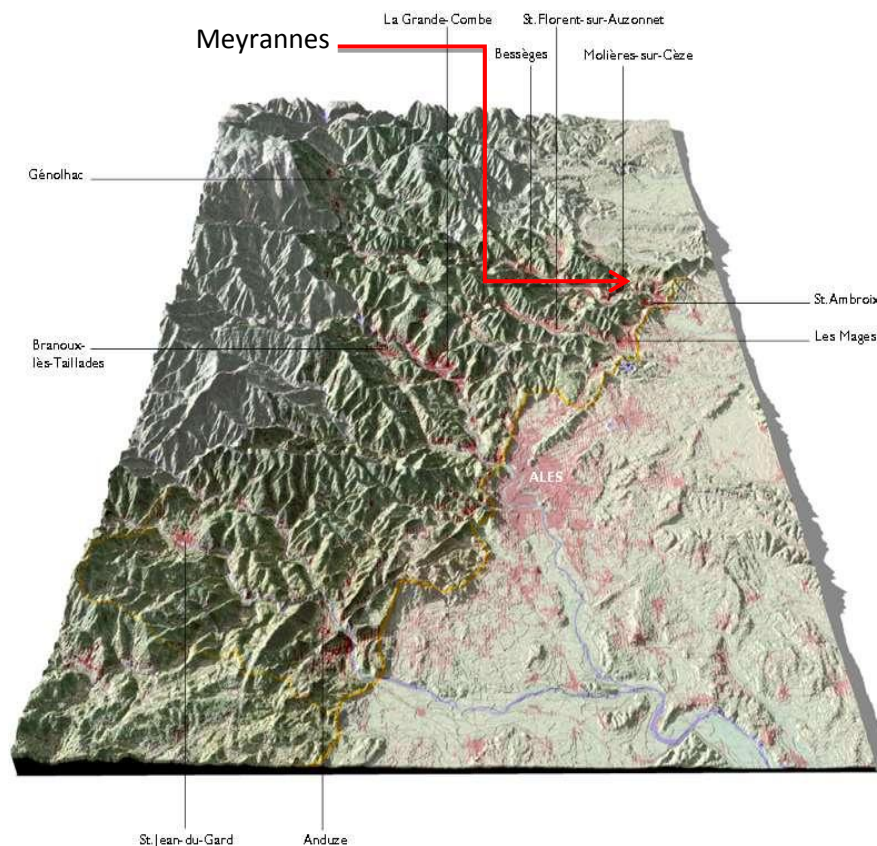 La Grande-Combe
St.Florent-sur-Auzonnet
Meyrannes
Bessèges
Molières-sur-Cèze
Génolhac
St.Ambroix
Branoux-
lès-Taillades
Les Mages
ALES
St.Jean-du-Gard
Anduze